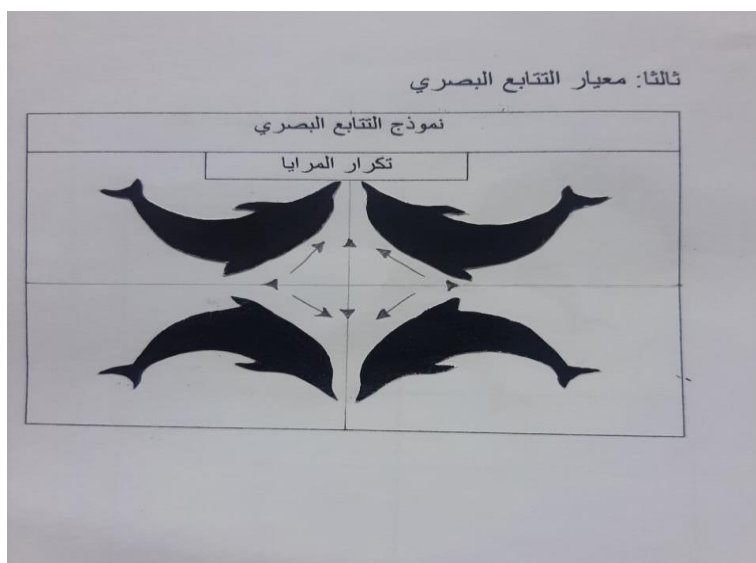 ثالثا: معيار التتابع البصري
نموذج التتابع البصري
تكرار المرايا